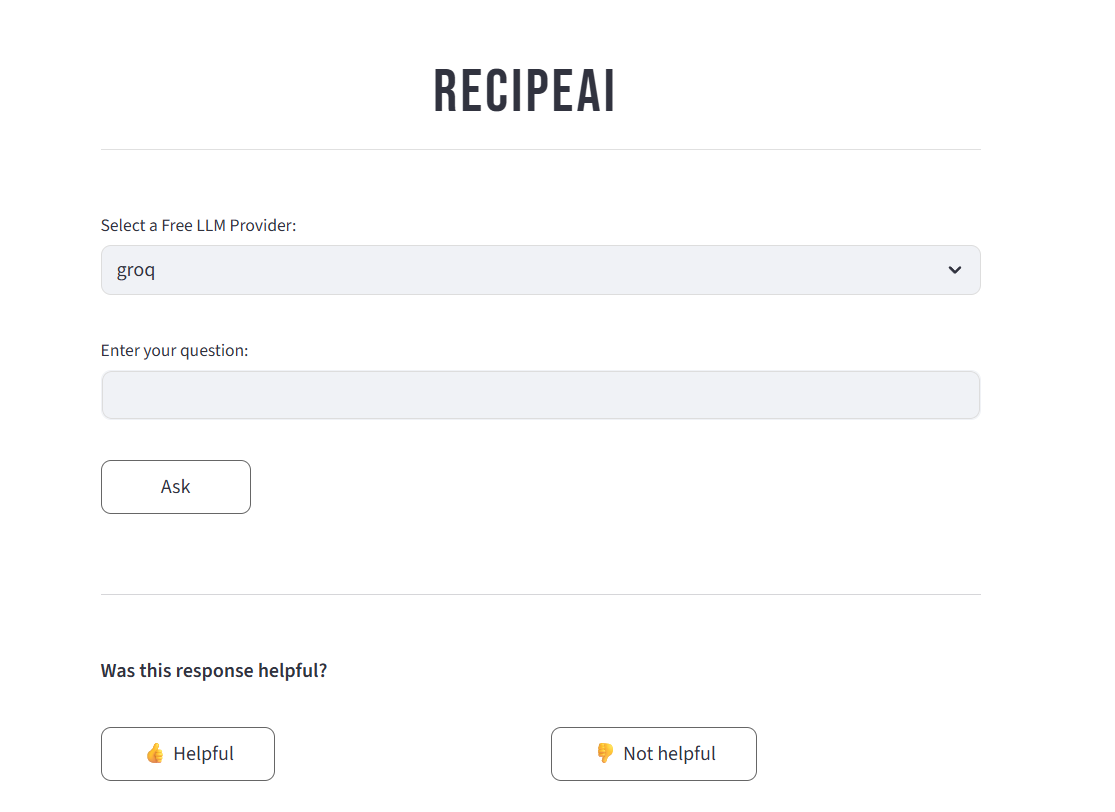 RECIPEAI
Select a Free LLM Provider:
groq
Enter your question:
Ask
Was this response helpful?
👍 Helpful
👎 Not helpful